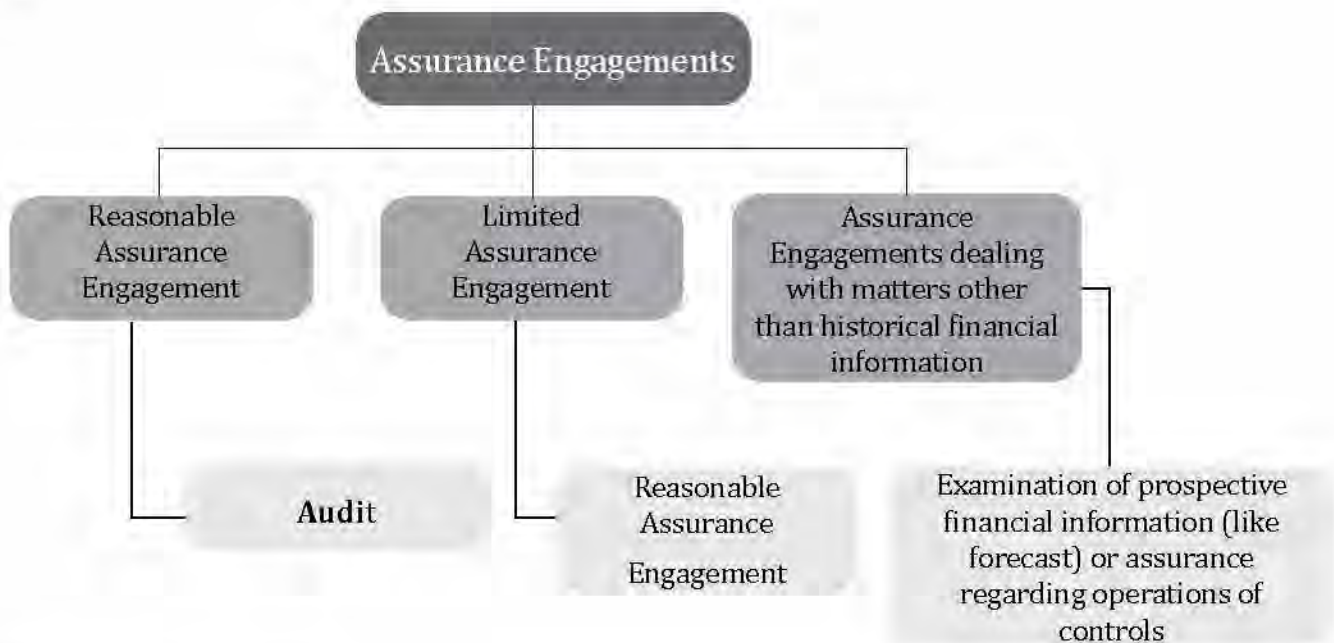 Assurance Engagements
Reasonable
Assurance
Engagement
Limited
Assurance
Engagement
Assurance
Engagements dealing
with matters other
than historical financial
information
Audit
Reasonable
Assurance
Engagement
Examination of prospective
financial information (like
forecast) or assurance
regarding operations of
controls